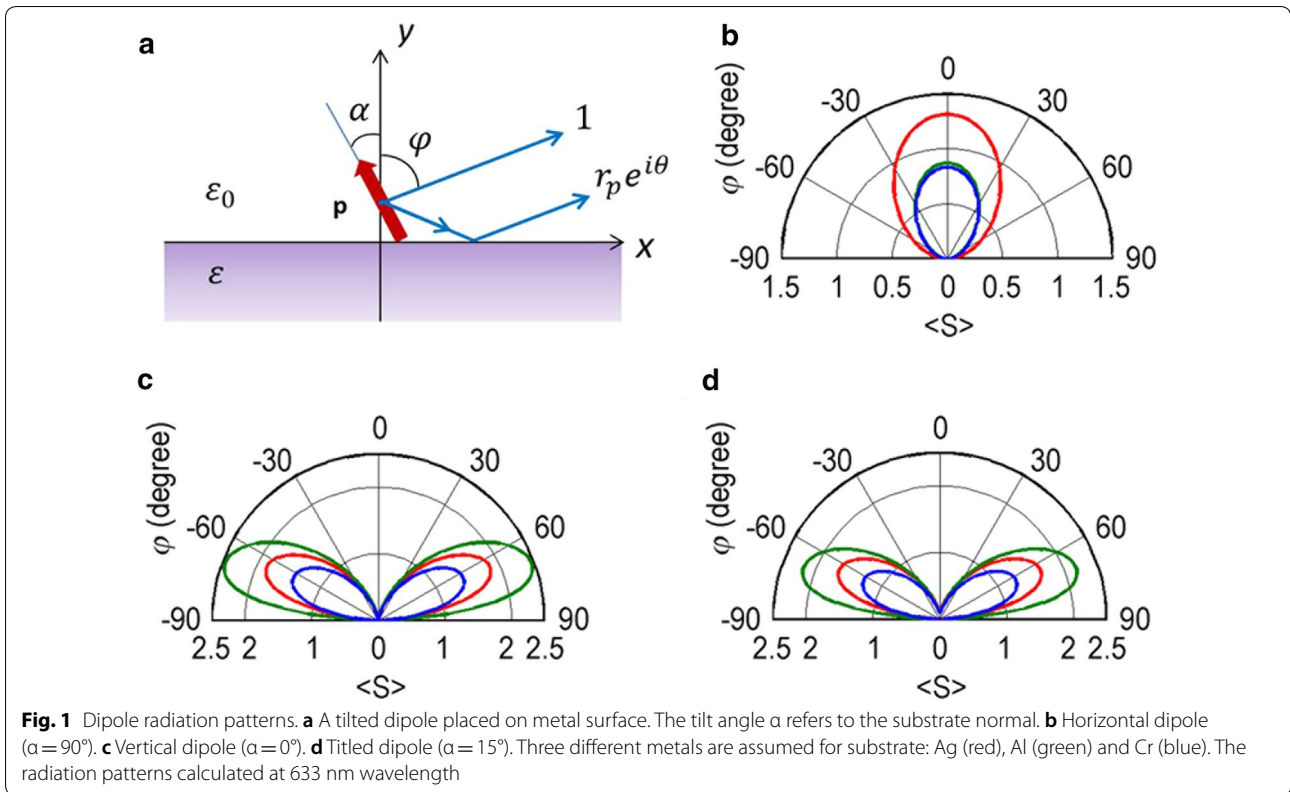 a
y
α
φ
1
r_p e^{iθ}
ε_0
p
x
ε
b
φ (degree)
0
-30
30
-60
60
-90
90
1.5 1 0.5 0 0.5 1 1.5
<S>
c
φ (degree)
0
-30
30
-60
60
-90
90
2.5 2 1 0 1 2 2.5
<S>
d
φ (degree)
0
-30
30
-60
60
-90
90
2.5 2 1 0 1 2 2.5
<S>
Fig. 1 Dipole radiation patterns. a A tilted dipole placed on metal surface. The tilt angle α refers to the substrate normal. b Horizontal dipole
(α = 90°). c Vertical dipole (α = 0°). d Titled dipole (α = 15°). Three different metals are assumed for substrate: Ag (red), Al (green) and Cr (blue). The
radiation patterns calculated at 633 nm wavelength